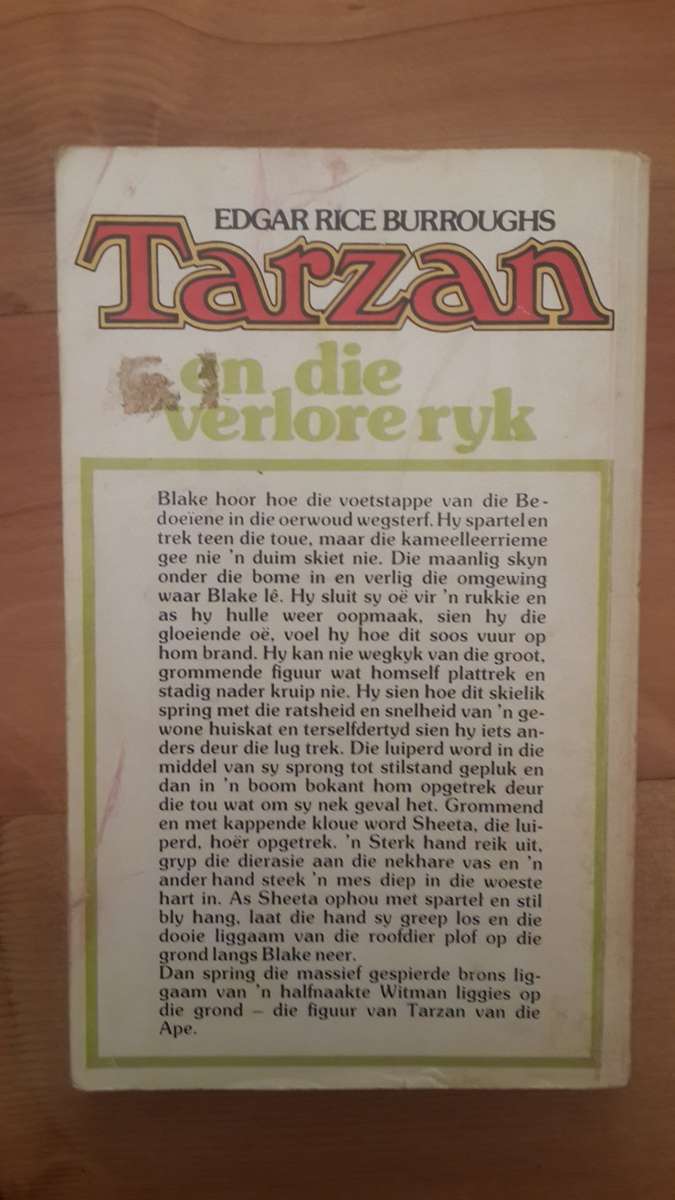 EDGAR RICE BURROUGHS
Tarzan
en die
verlore ryk
Blake hoor hoe die voetstappe van die Be-
doeïene in die oerwoud wegsterf. Hy spartel en
trek teen die toue, maar die kameelleerrieme
gee nie 'n duim skiet nie. Die maanlig skyn
onder die bome in en verlig die omgewing
waar Blake lê. Hy sluit sy oë vir 'n rukkie en
as hy hulle weer oopmaak, sien hy die
gloeiende oë, voel hy hoe dit soos vuur op
hom brand. Hy kan nie wegkyk van die groot,
grommende figuur wat homself plattrek en
stadig nader kruip nie. Hy sien hoe dit skielik
spring met die ratsheid en snelheid van 'n ge-
wone huiskat en terselfdertyd sien hy iets an-
ders deur die lug trek. Die luiperd word in die
middel van sy sprong tot stilstand gepluk en
dan in 'n boom bokant hom opgetrek deur
die tou wat om sy nek geval het. Grommend
en met kappende kloue word Sheeta, die lui-
perd, hoër opgetrek. 'n Sterk hand reik uit,
gryp die dierasie aan die nekhare vas en 'n
ander hand steek 'n mes diep in die woeste
hart in. As Sheeta ophou met spartel en stil
bly hang, laat die hand sy greep los en die
dooie liggaam van die roofdier plof op die
grond langs Blake neer.
Dan spring die massief gespierde brons lig-
gaam van 'n halfnaakte Witman liggies op
die grond – die figuur van Tarzan van die
Ape.